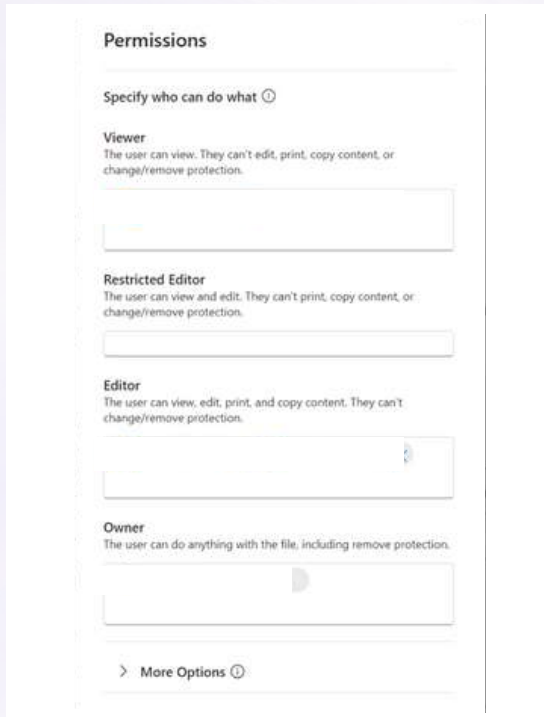 Permissions
Specify who can do what
Viewer
The user can view. They can't edit, print, copy content, or
change/remove protection.
Restricted Editor
The user can view and edit. They can't print, copy content, or
change/remove protection.
Editor
The user can view, edit, print, and copy content. They can't
change/remove protection.
Owner
The user can do anything with the file, including remove protection.
More Options